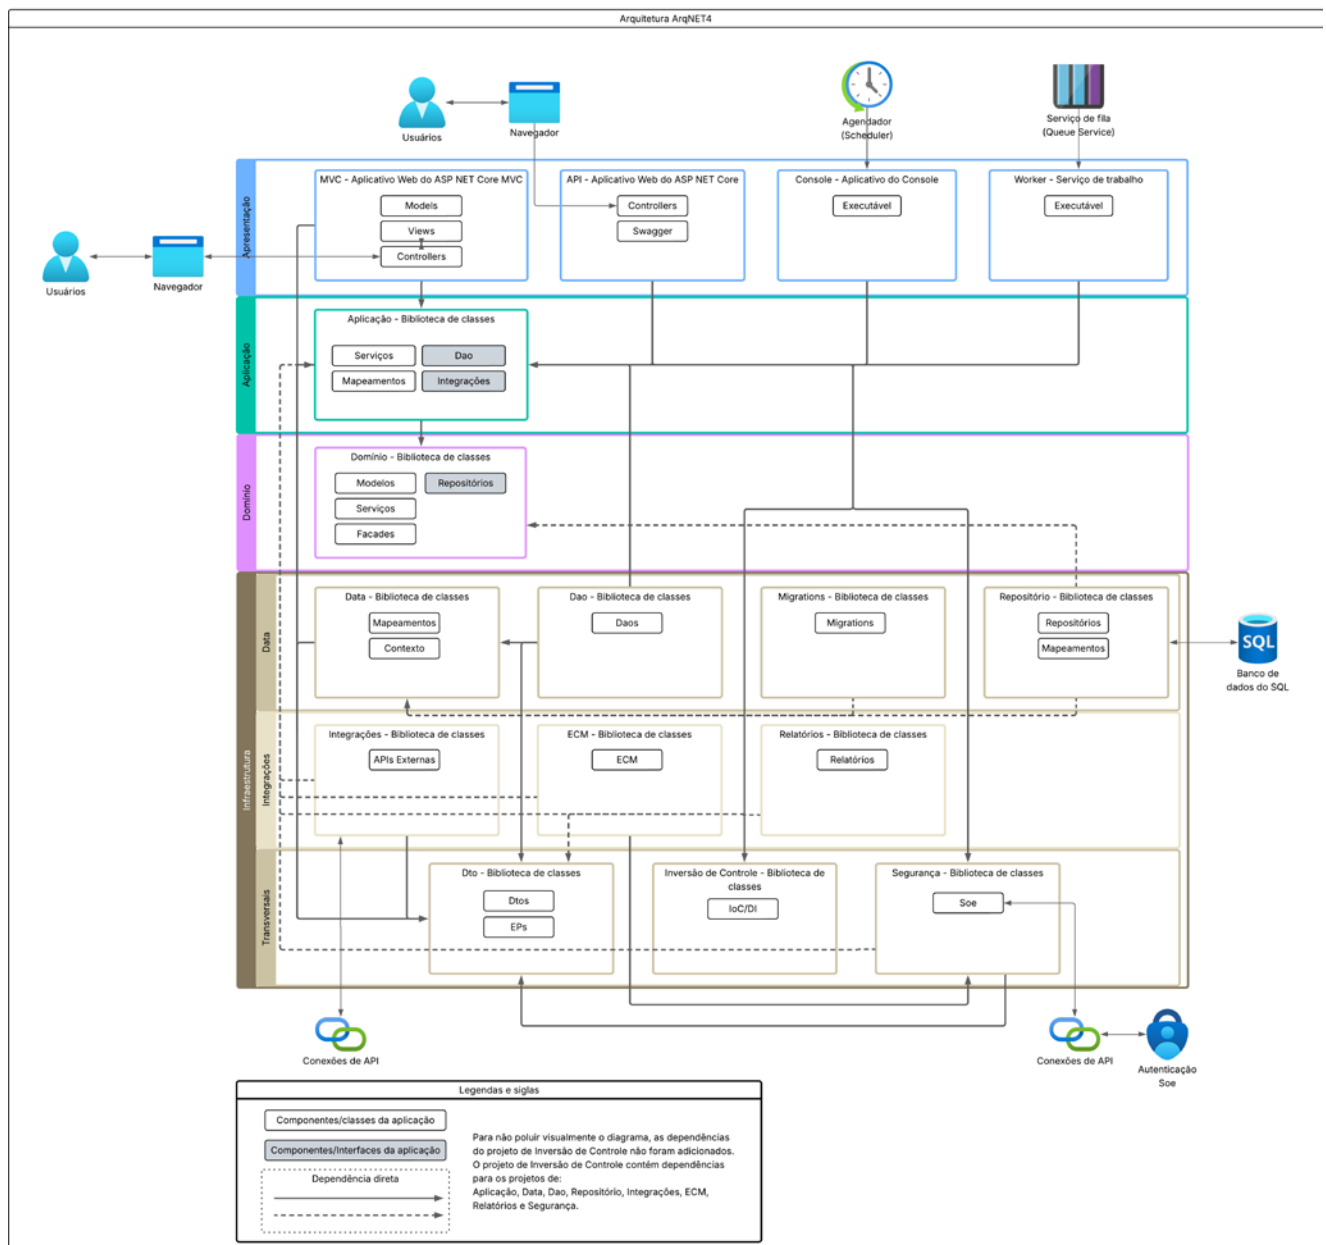 Arquitetura ArqNET4
Usuários
Navegador
Agendador
(Scheduler)
Serviço de fila
(Queue Service)
Usuários
Navegador
Apresentação
MVC - Aplicativo Web do ASP NET Core MVC
Models
Views
Controllers
API - Aplicativo Web do ASP NET Core
Controllers
Swagger
Console - Aplicativo do Console
Executável
Worker - Serviço de trabalho
Executável
Aplicação
Aplicação - Biblioteca de classes
Serviços
Dao
Mapeamentos
Integrações
Domínio
Domínio - Biblioteca de classes
Modelos
Repositórios
Serviços
Facades
Infraestrutura
Data
Data - Biblioteca de classes
Mapeamentos
Contexto
Dao - Biblioteca de classes
Daos
Migrations - Biblioteca de classes
Migrations
Repositório - Biblioteca de classes
Repositórios
Mapeamentos
Banco de
dados do SQL
SQL
Integrações
Integrações - Biblioteca de classes
APIs Externas
ECM - Biblioteca de classes
ECM
Relatórios - Biblioteca de classes
Relatórios
Transversais
Dto - Biblioteca de classes
Dtos
EPs
Inversão de Controle - Biblioteca de
classes
IoC/DI
Segurança - Biblioteca de classes
Soe
Conexões de API
Conexões de API
Autenticação
Soe
Legendas e siglas
Componentes/classes da aplicação
Componentes/Interfaces da aplicação
Dependência direta
Para não poluir visualmente o diagrama, as dependências
do projeto de Inversão de Controle não foram adicionados.
O projeto de Inversão de Controle contém dependências
para os projetos de:
Aplicação, Data, Dao, Repositório, Integrações, ECM,
Relatórios e Segurança.